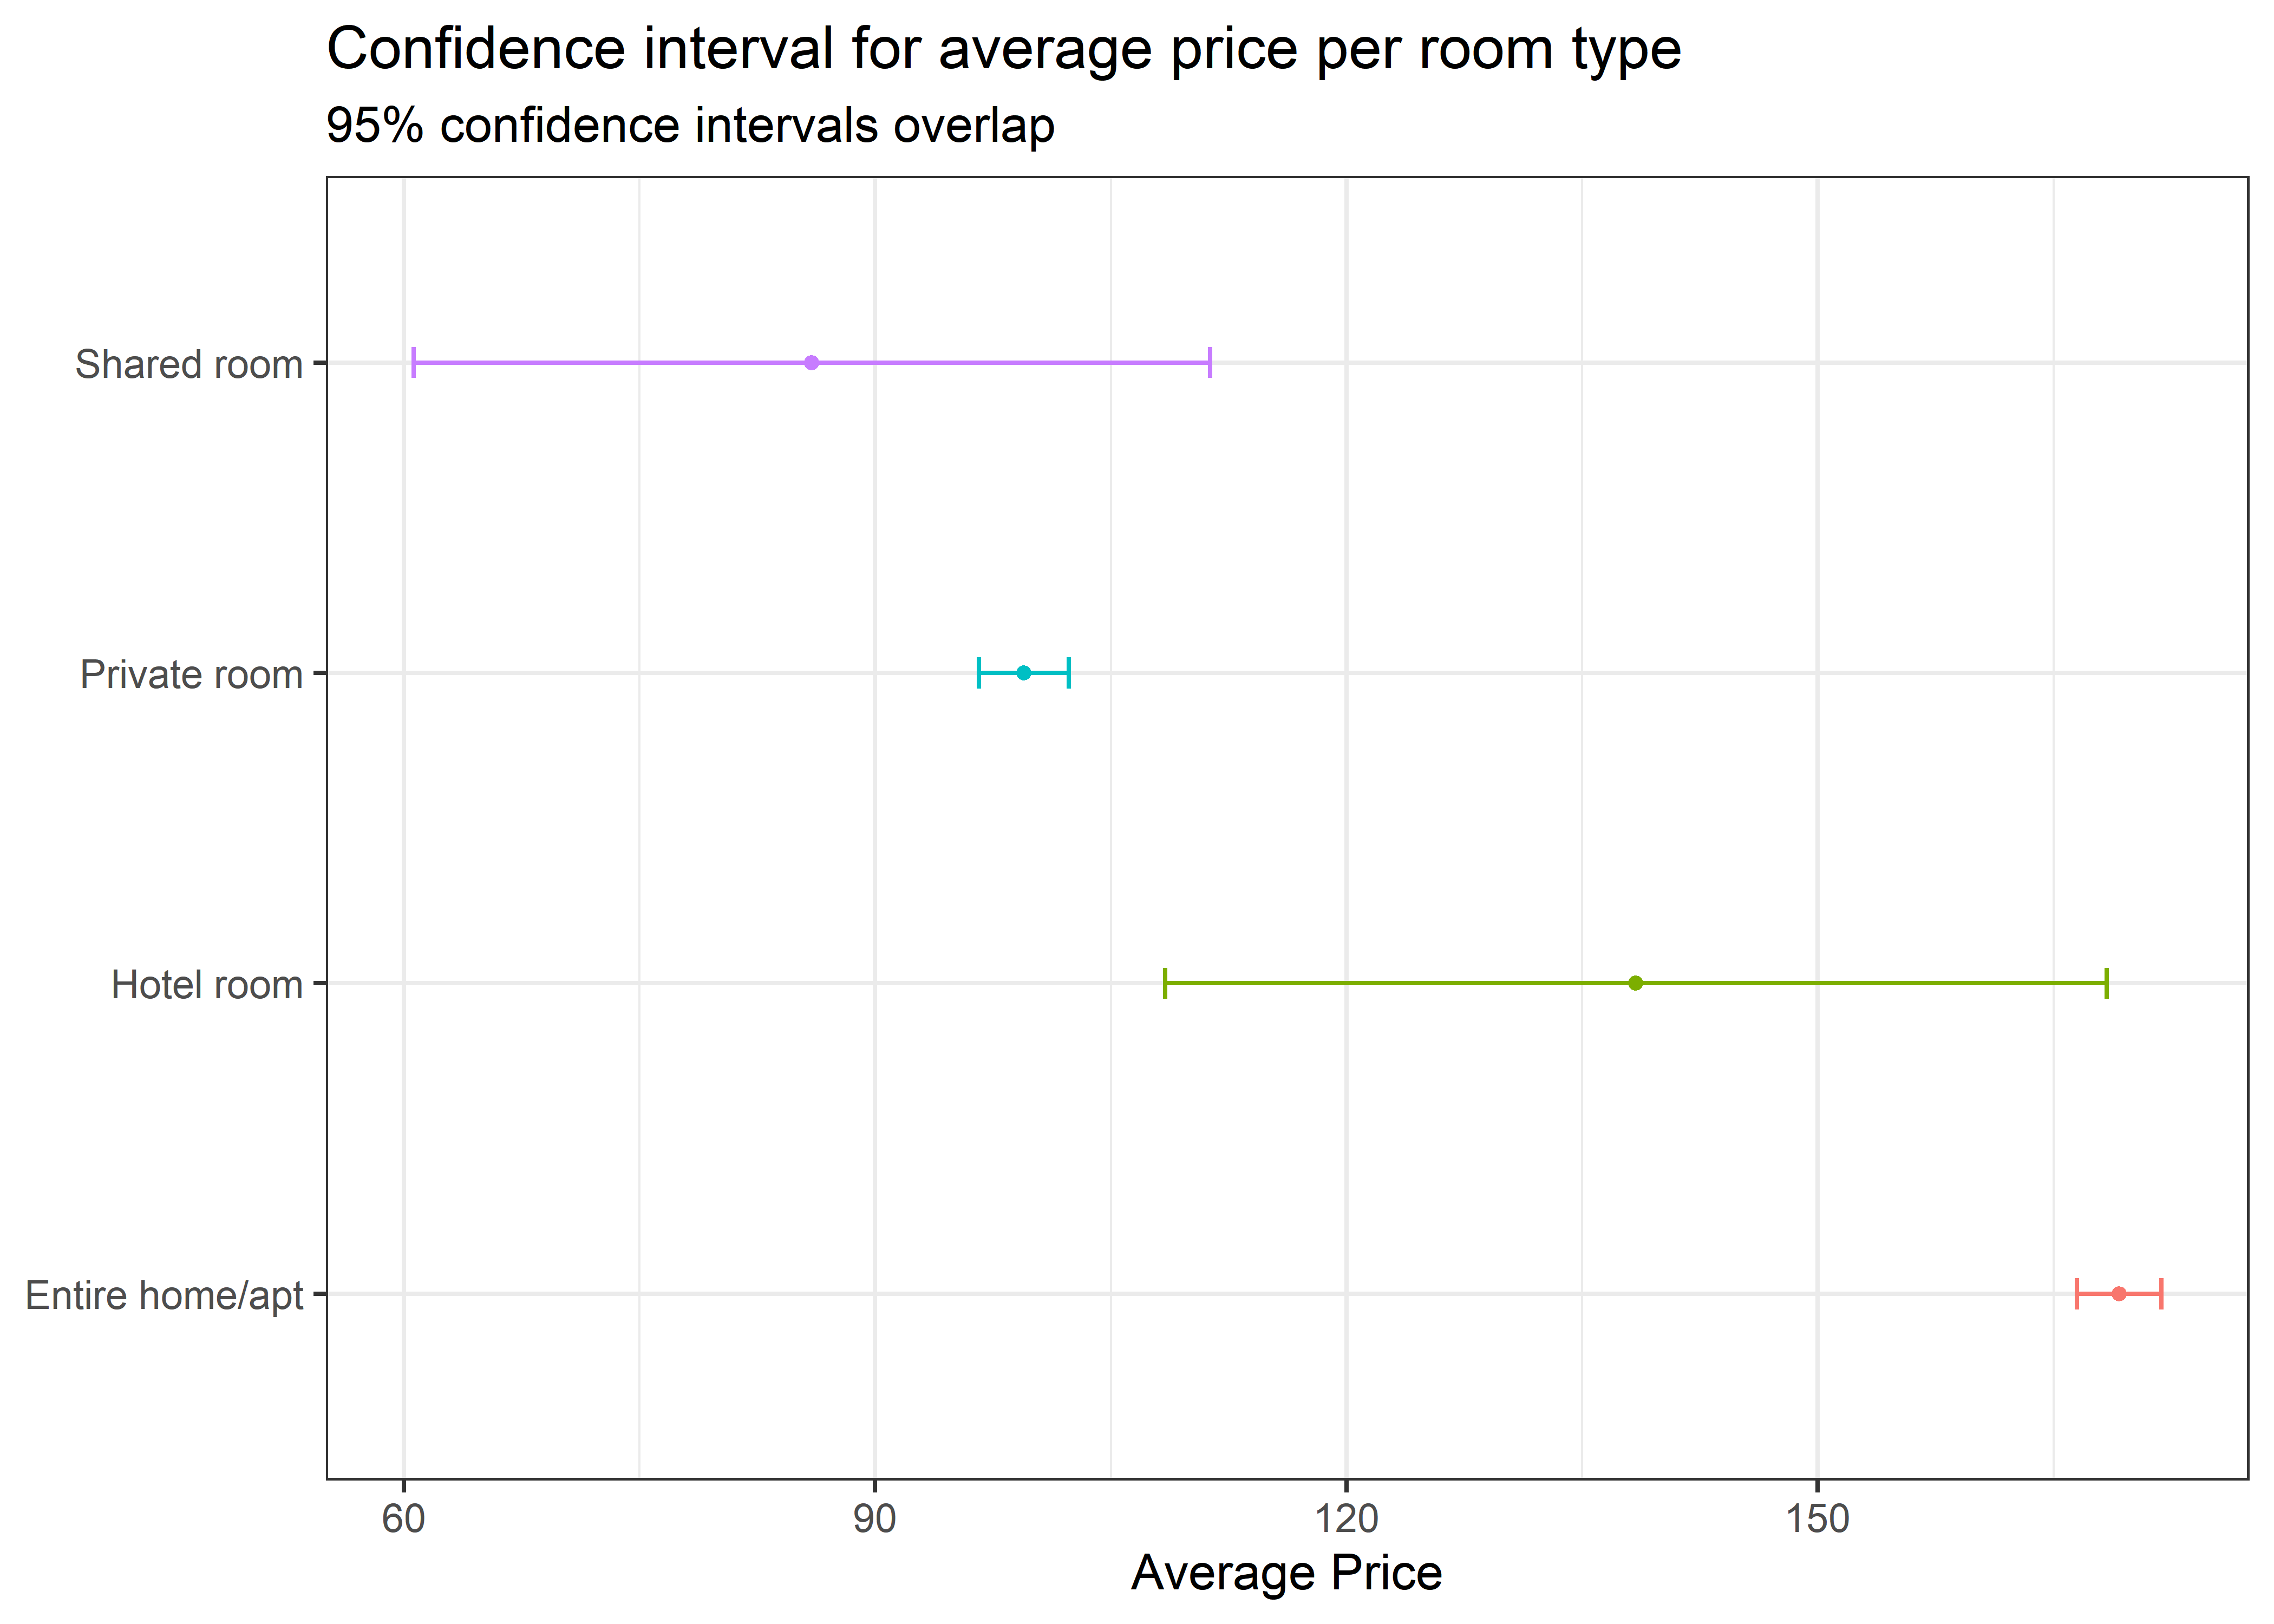 Confidence interval for average price per room type
95% confidence intervals overlap
Shared room
Private room
Hotel room
Entire home/apt
60 90 120 150
Average Price